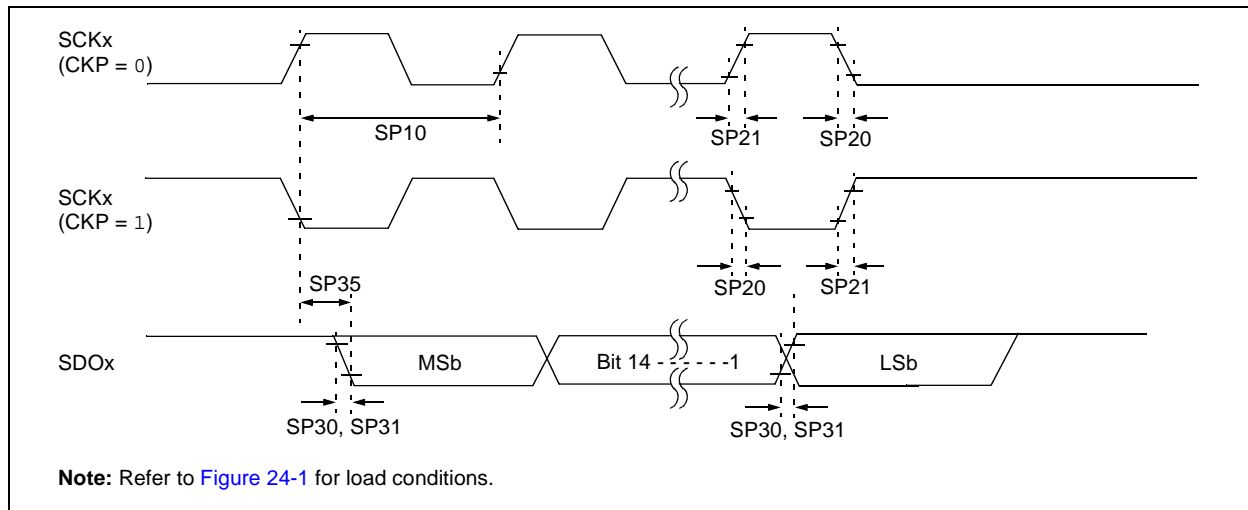 SCKx
(CKP = 0)
SP10
SP21
SP20
SCKx
(CKP = 1)
SP35
SP20
SP21
SDOx
MSb
Bit 14 - - - - - -1
LSb
SP30, SP31
SP30, SP31
Note: Refer to Figure 24-1 for load conditions.